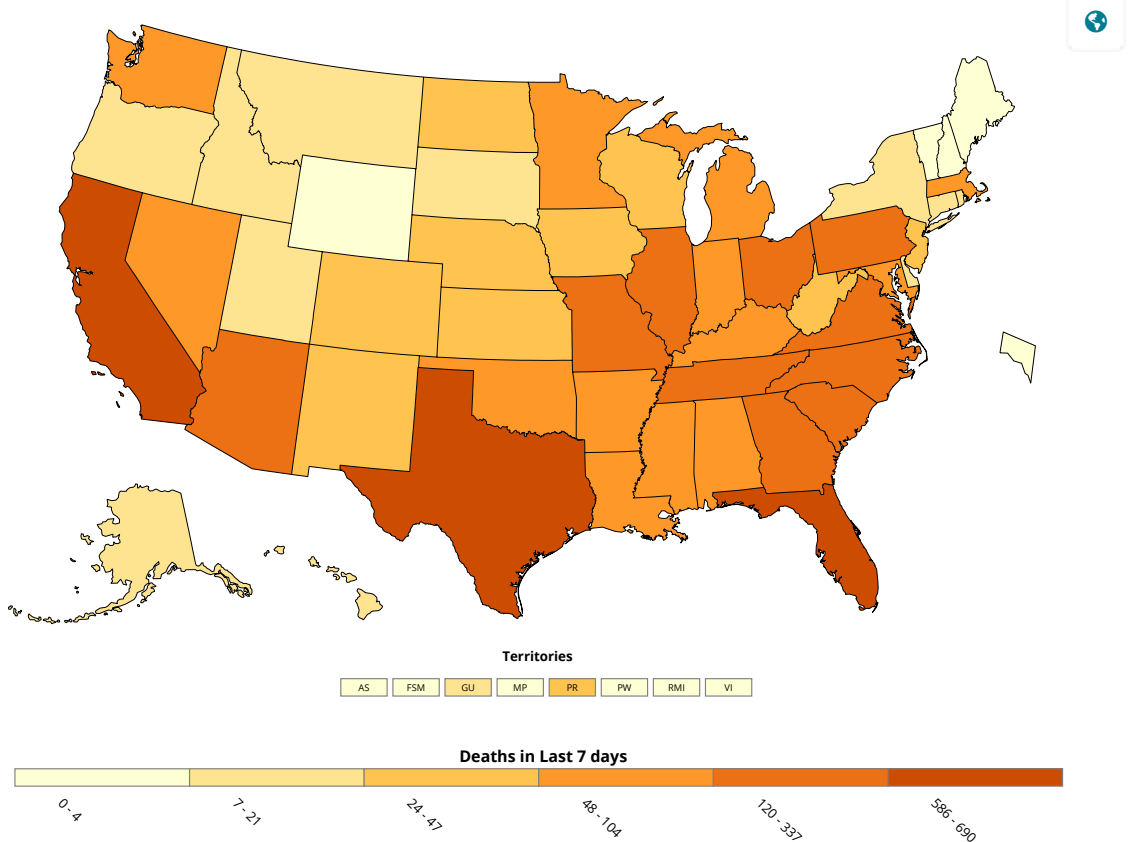 Territories
AS FSM GU MP PR PW RMI VI
Deaths in Last 7 days
0 - 4 7 - 21 24 - 47 48 - 104 120 - 337 586 - 690